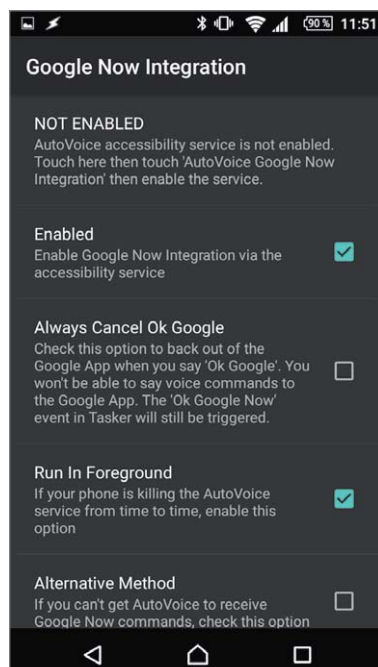 90 % 11:51
Google Now Integration
NOT ENABLED
AutoVoice accessibility service is not enabled.
Touch here then touch 'AutoVoice Google Now
Integration' then enable the service.
Enabled
Enable Google Now Integration via the
accessibility service
Always Cancel Ok Google
Check this option to back out of the
Google App when you say 'Ok Google'. You
won't be able to say voice commands to
the Google App. The 'Ok Google Now'
event in Tasker will still be triggered.
Run In Foreground
If your phone is killing the AutoVoice
service from time to time, enable this
option
Alternative Method
If you can't get AutoVoice to receive
Google Now commands, check this option